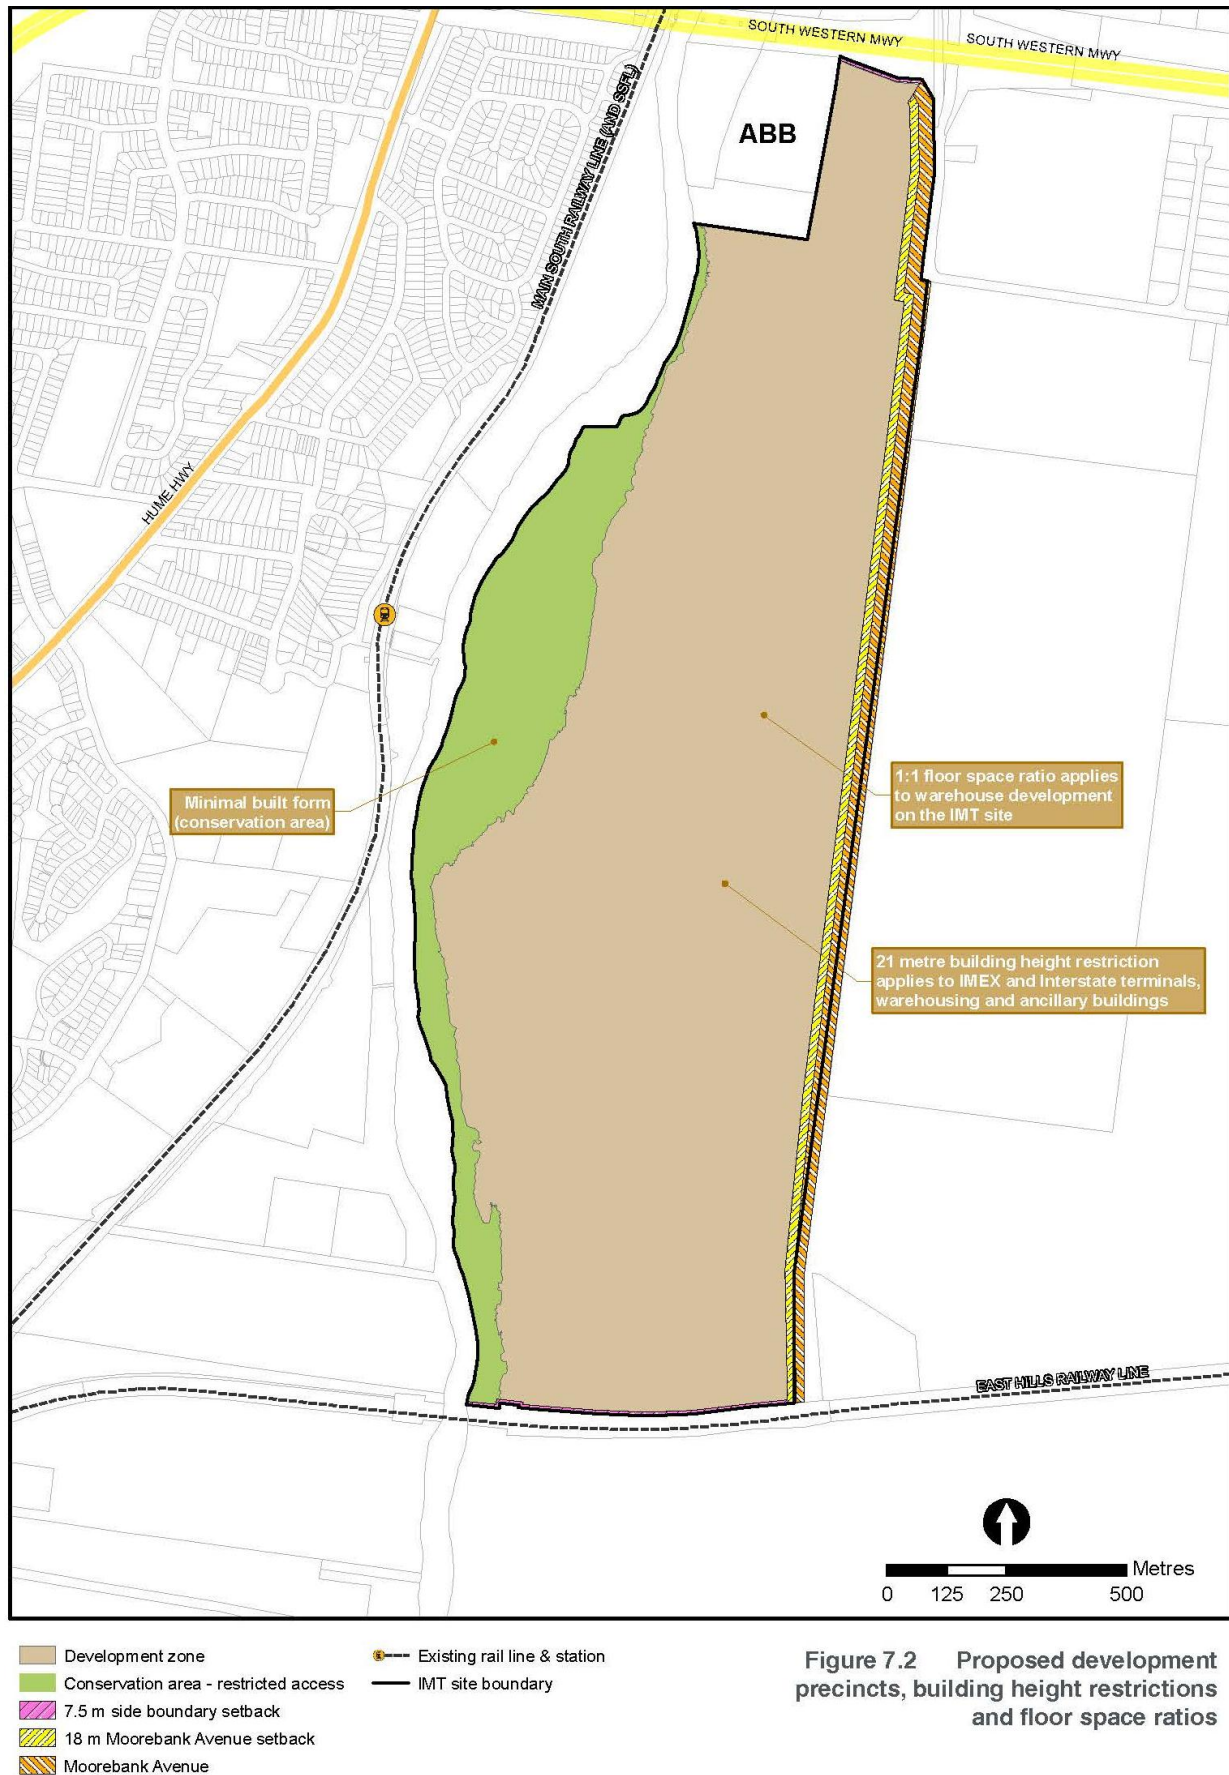 SOUTH WESTERN MWY
SOUTH WESTERN MWY
MAIN SOUTH RAILWAY LINE (AND SSFL)
ABB
HUME HWY
Minimal built form
(conservation area)
1:1 floor space ratio applies
to warehouse development
on the IMT site
21 metre building height restriction
applies to IMEX and Interstate terminals,
warehousing and ancillary buildings
EAST HILLS RAILWAY LINE
Metres
0 125 250 500
Development zone
Conservation area - restricted access
7.5 m side boundary setback
18 m Moorebank Avenue setback
Moorebank Avenue
Existing rail line & station
IMT site boundary
Figure 7.2 Proposed development
precincts, building height restrictions
and floor space ratios